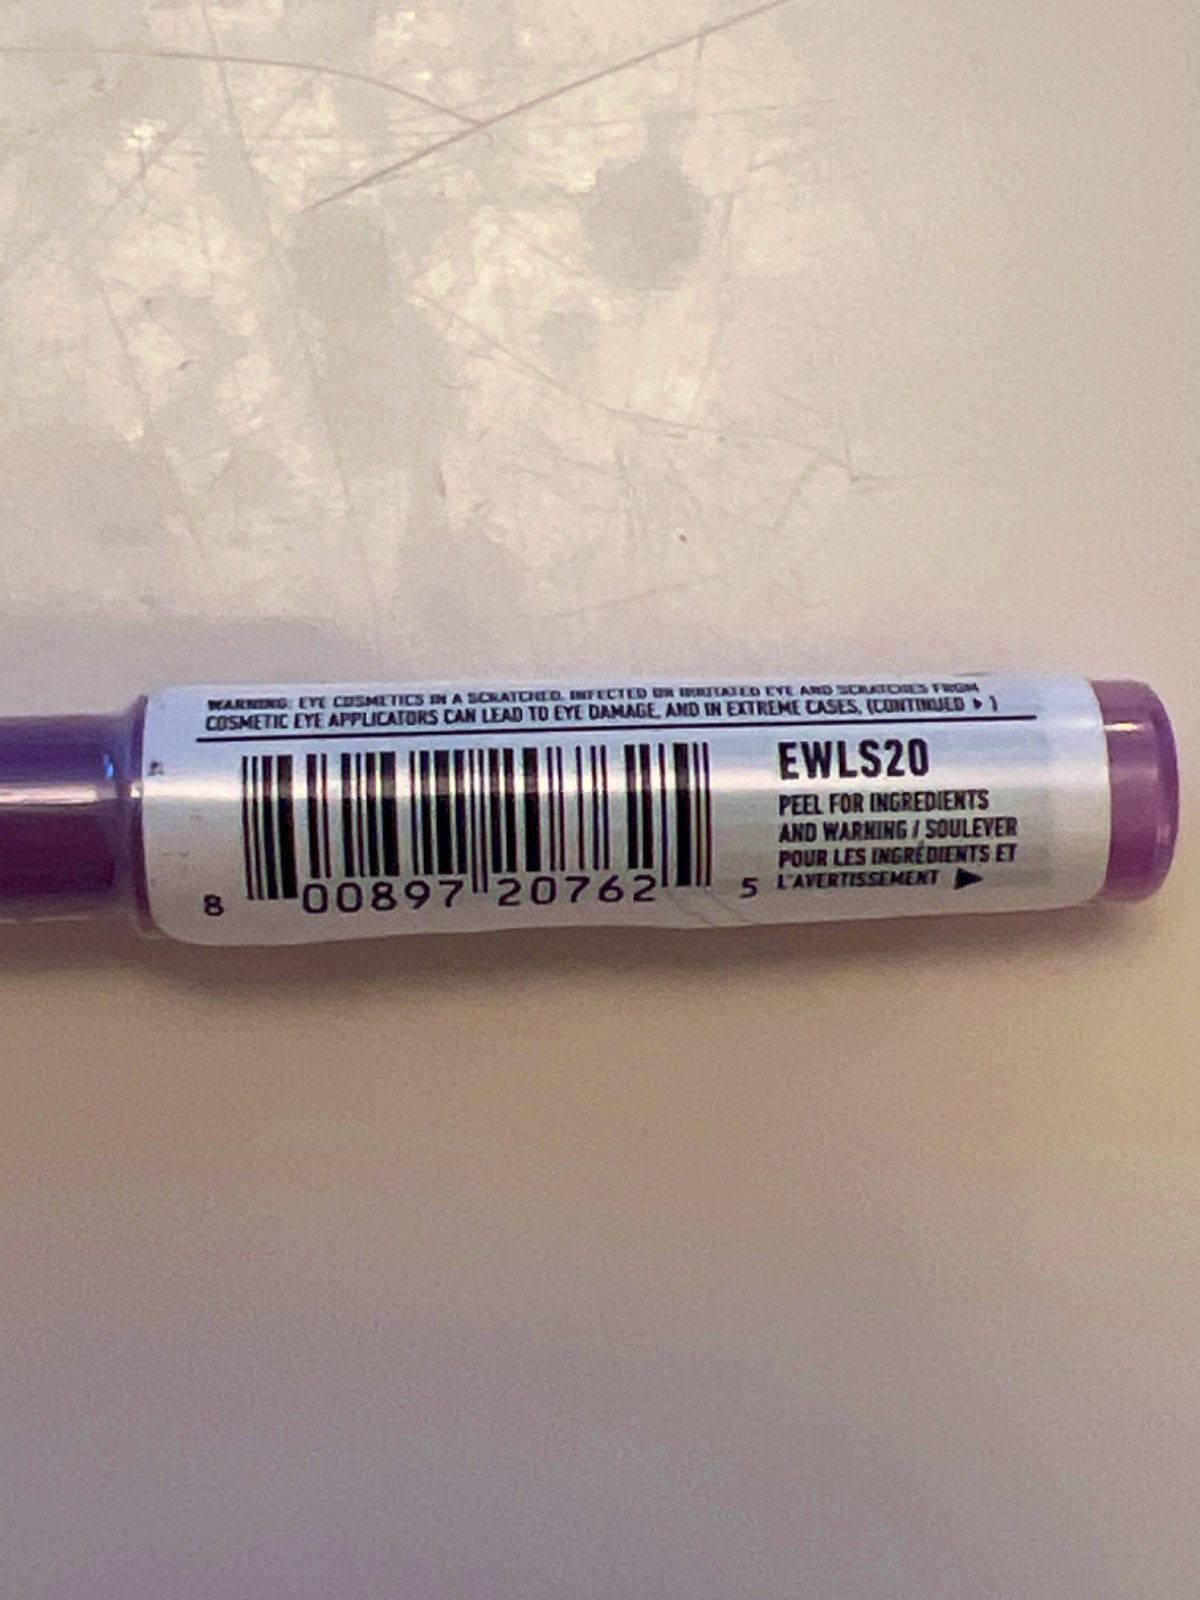 WARNING: EYE COSMETICS IN A SCRATCHED, INFECTED OR IRRITATED EYE AND SCRATCHES FROM
COSMETIC EYE APPLICATORS CAN LEAD TO EYE DAMAGE, AND IN EXTREME CASES, (CONTINUED ▶)
EWLS20
PEEL FOR INGREDIENTS
AND WARNING / SOULEVER
POUR LES INGRÉDIENTS ET
L'AVERTISSEMENT ▶
8 00897 20762 5